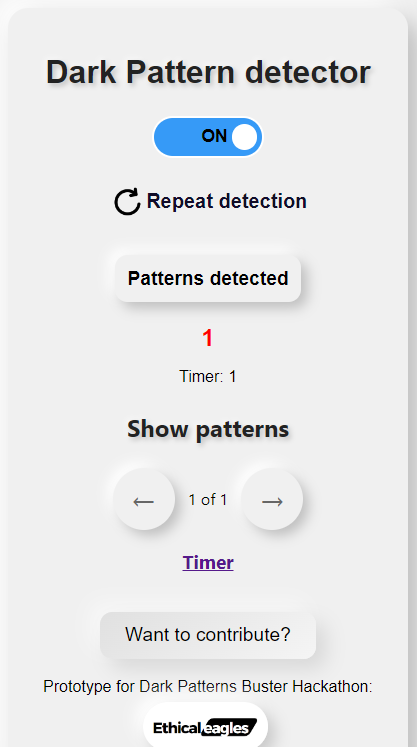 Dark Pattern detector
ON
Repeat detection
Patterns detected
1
Timer: 1
Show patterns
← 1 of 1 →
Timer
Want to contribute?
Prototype for Dark Patterns Buster Hackathon:
Ethical eagles